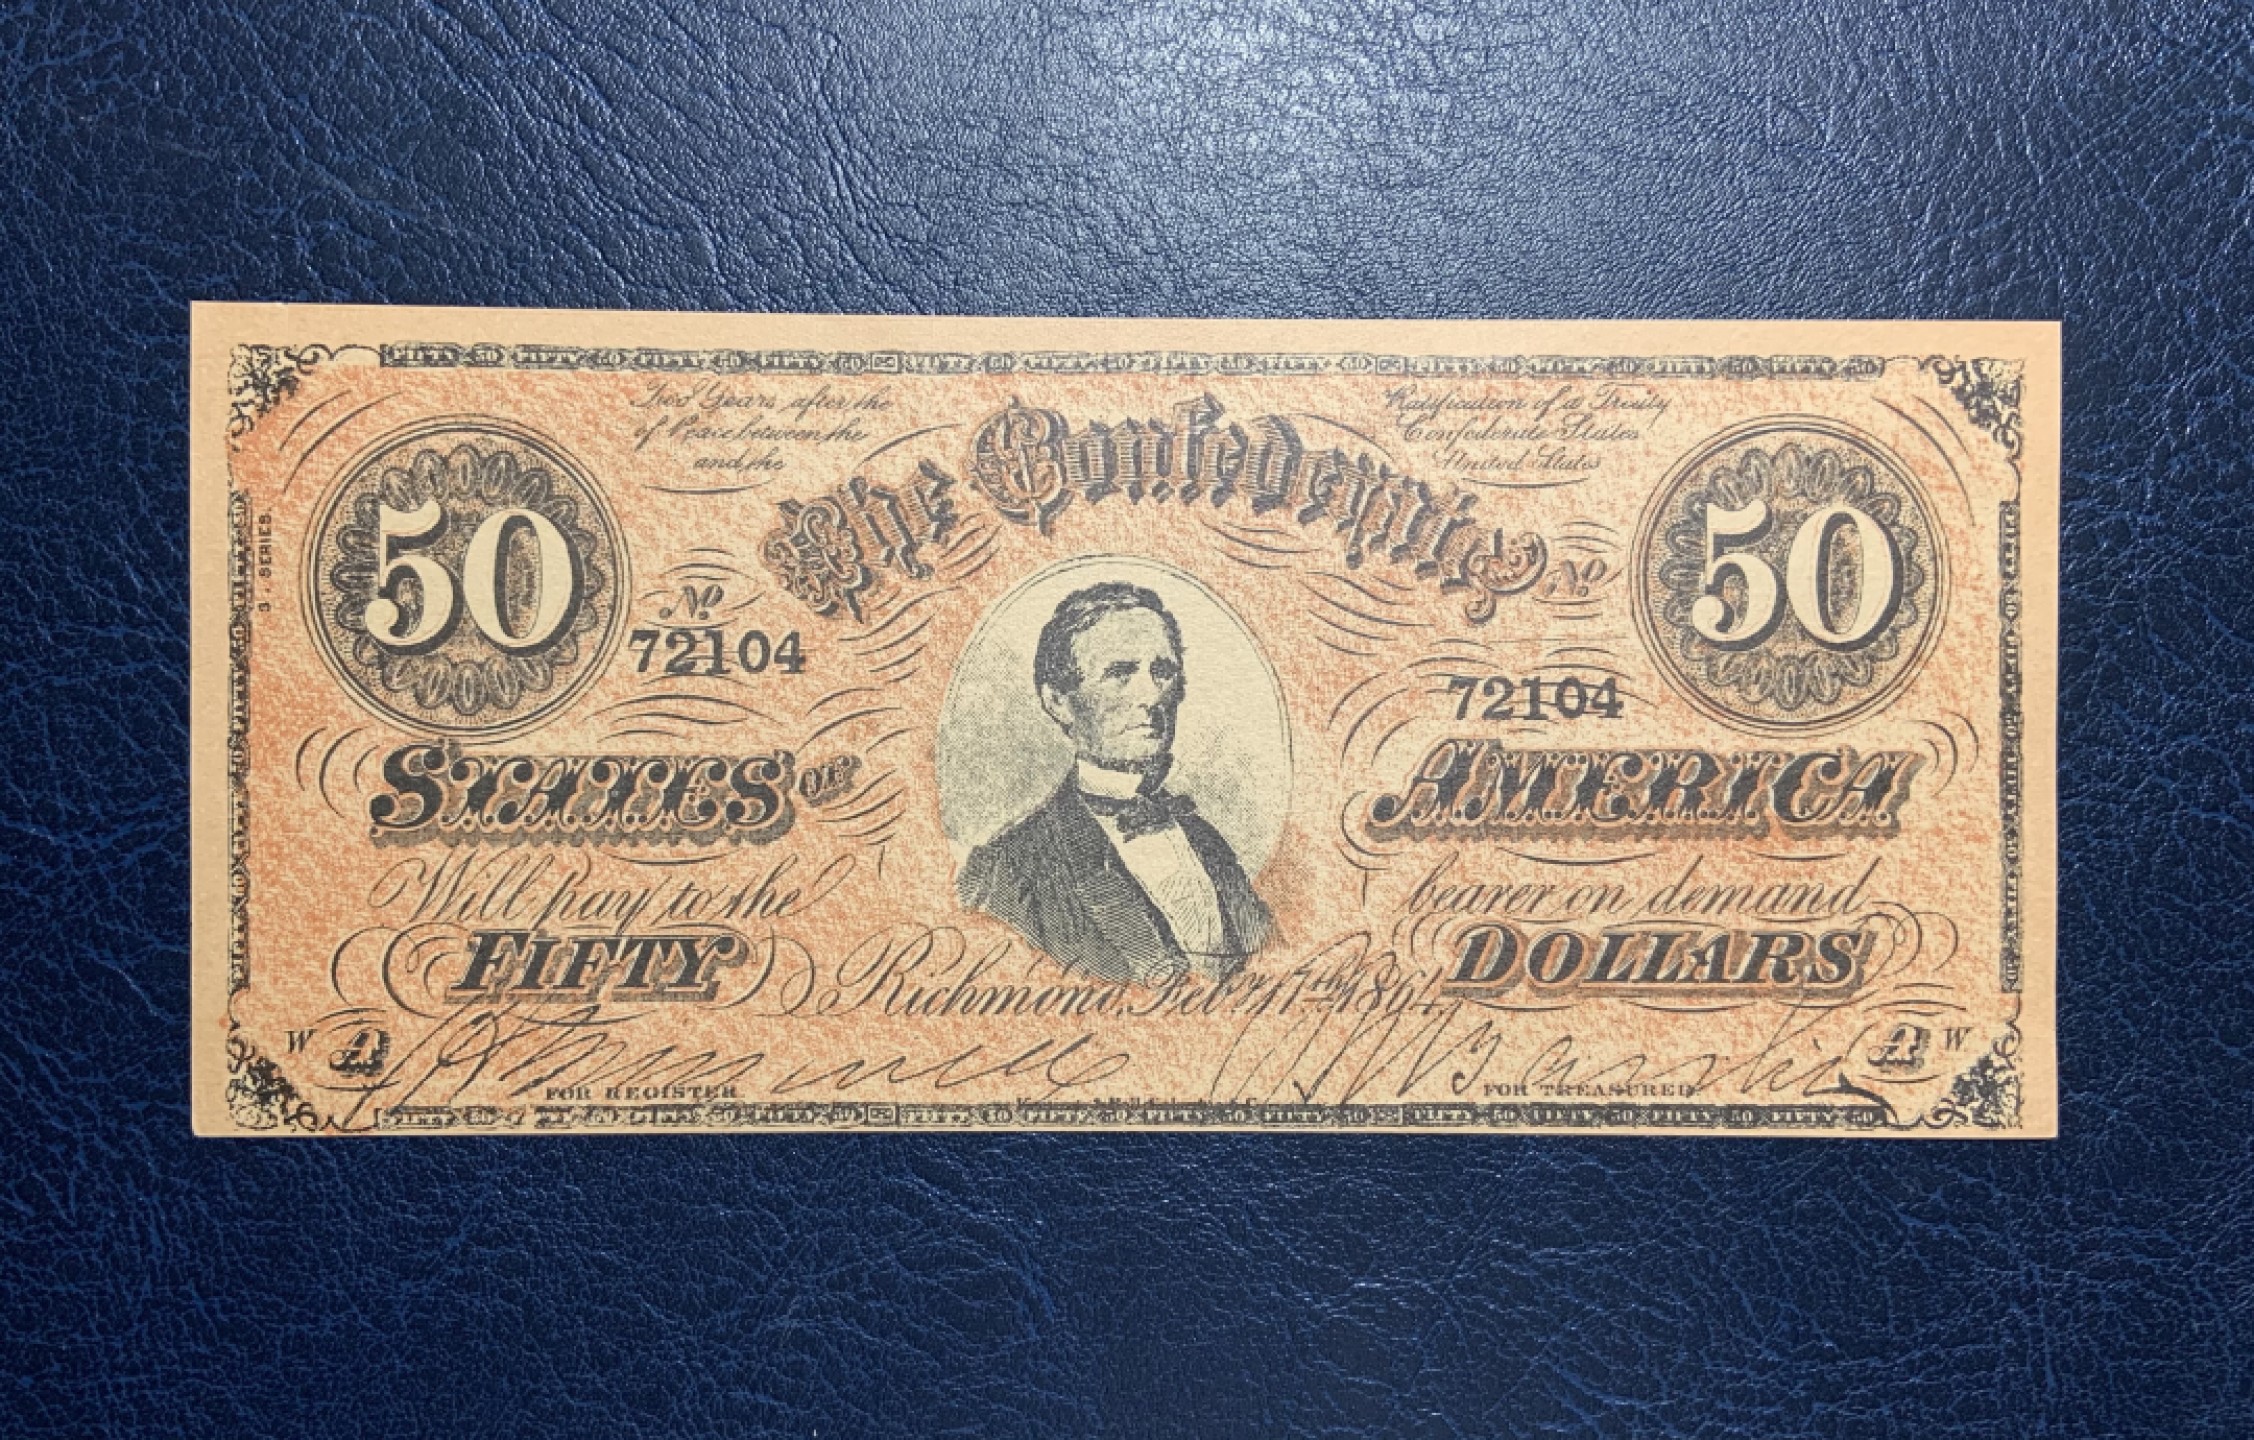 Two Years after the Ratification of a Treaty
of Peace between the Confederate States
and the United States
The Confederate
50 50
3 . SERIES.
No. No.
72104
72104
STATES OF AMERICA
Will pay to the bearer on demand
FIFTY DOLLARS
Richmond, Feby. 17th. 1864.
W A A W
FOR REGISTER FOR TREASURER